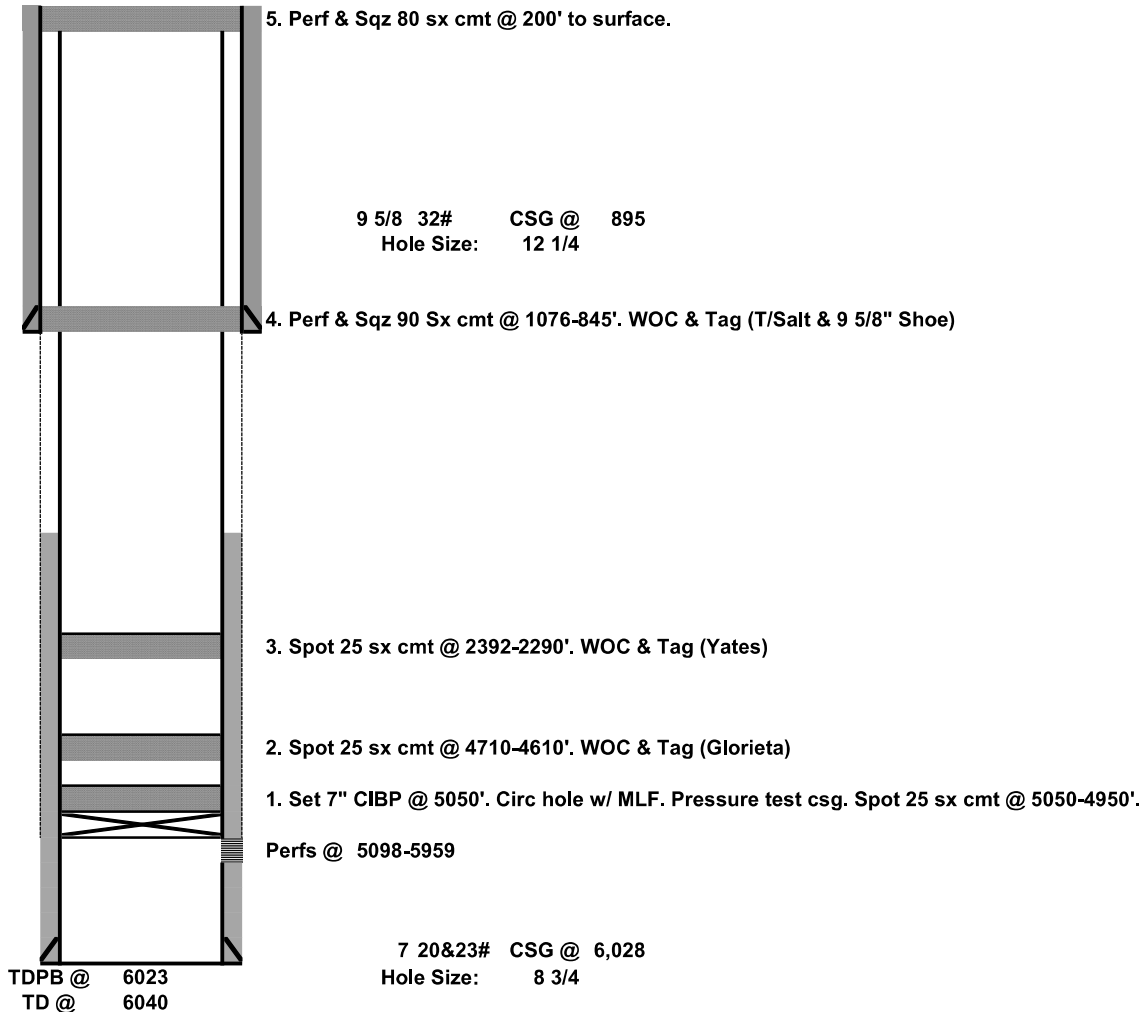 5. Perf & Sqz 80 sx cmt @ 200' to surface.
9 5/8 32# CSG @ 895
Hole Size: 12 1/4
4. Perf & Sqz 90 Sx cmt @ 1076-845'. WOC & Tag (T/Salt & 9 5/8" Shoe)
3. Spot 25 sx cmt @ 2392-2290'. WOC & Tag (Yates)
2. Spot 25 sx cmt @ 4710-4610'. WOC & Tag (Glorieta)
1. Set 7" CIBP @ 5050'. Circ hole w/ MLF. Pressure test csg. Spot 25 sx cmt @ 5050-4950'.
Perfs @ 5098-5959
7 20&23# CSG @ 6,028
Hole Size: 8 3/4
TDPB @ 6023
TD @ 6040